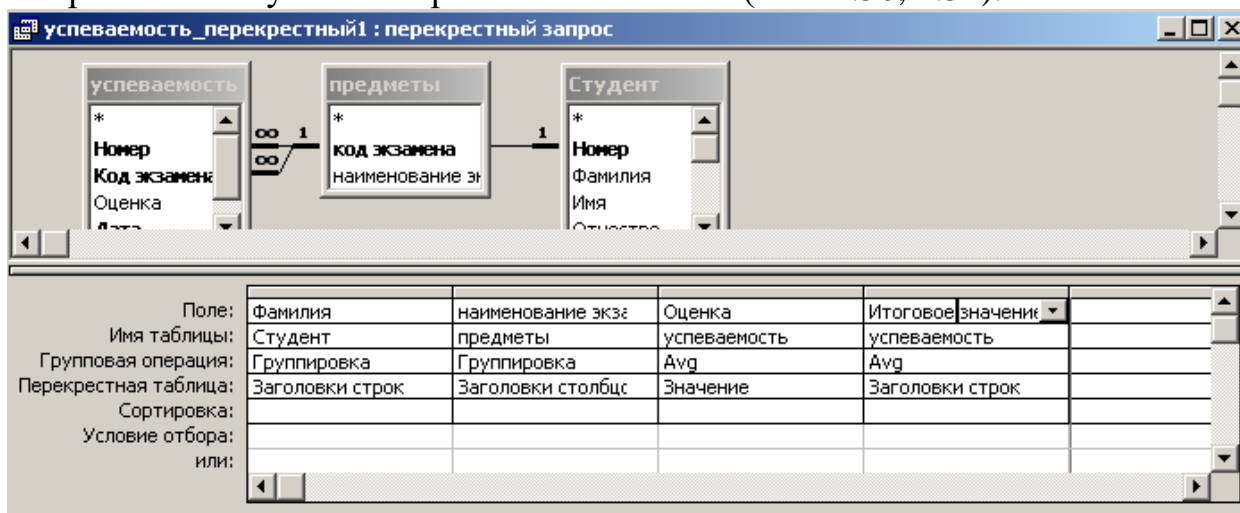 успеваемость_перекрестный1 : перекрестный запрос
успеваемость предметы Студент
* * *
Номер код экзамена Номер
Код экзамена наименование эк Фамилия
Оценка Имя
∞ 1 1
∞
Поле: Фамилия наименование экза Оценка Итоговое значение
Имя таблицы: Студент предметы успеваемость успеваемость
Групповая операция: Группировка Группировка Avg Avg
Перекрестная таблица: Заголовки строк Заголовки столбцо Значение Заголовки строк
Сортировка:
Условие отбора:
или: